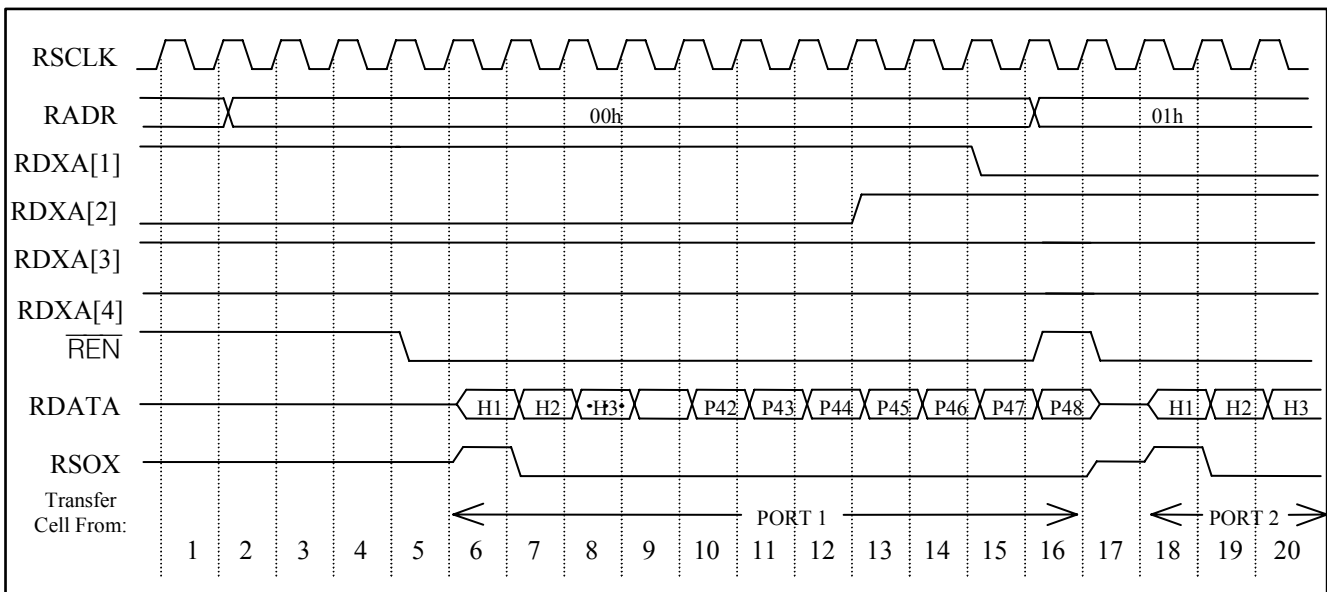 RSCLK
RADR 00h 01h
RDXA[1]
RDXA[2]
RDXA[3]
RDXA[4]
REN
RDATA H1 H2 H3 P42 P43 P44 P45 P46 P47 P48 H1 H2 H3
RSOX
Transfer
Cell From: PORT 1 PORT 2
1 2 3 4 5 6 7 8 9 10 11 12 13 14 15 16 17 18 19 20